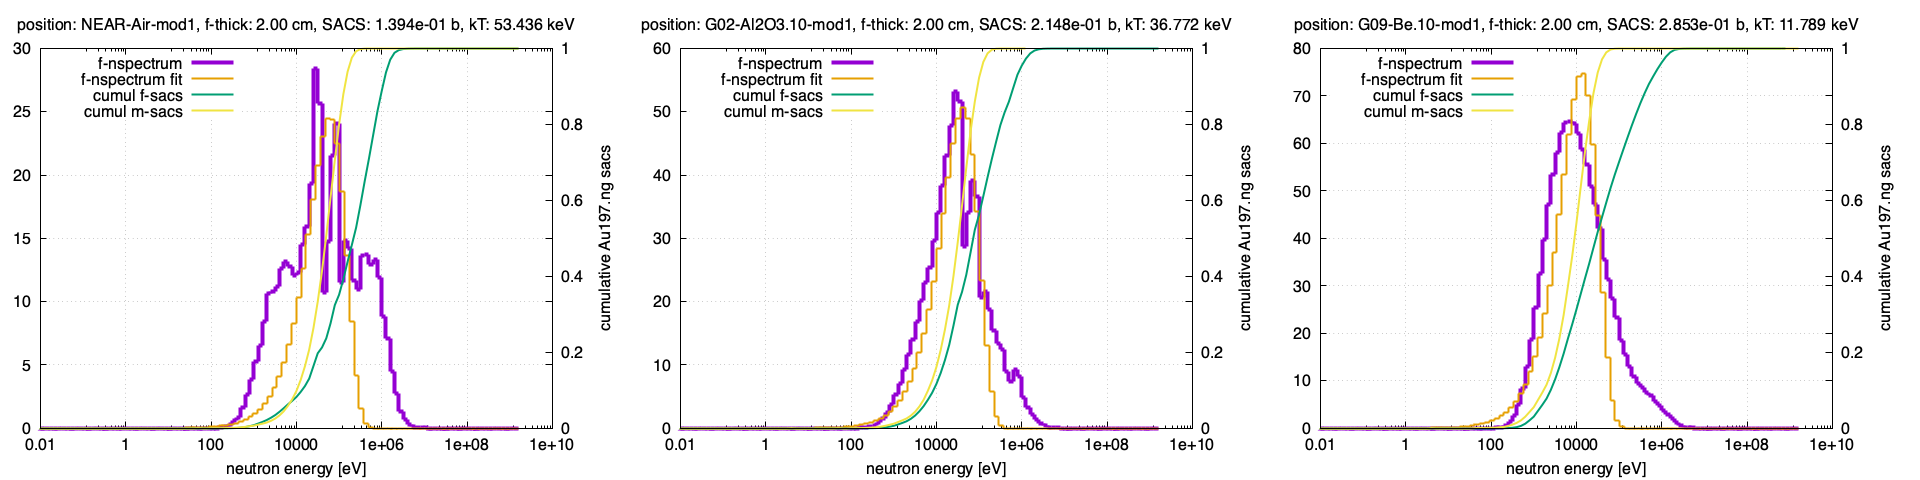 position: NEAR-Air-mod1, f-thick: 2.00 cm, SACS: 1.394e-01 b, kT: 53.436 keV
30
25
20
15
10
5
0
f-nspectrum
f-nspectrum fit
cumul f-sacs
cumul m-sacs
1
0.8
0.6
0.4
0.2
0
cumulative Au197.ng sacs
0.01 1 100 10000 1e+06 1e+08 1e+10
neutron energy [eV]
position: G02-Al2O3.10-mod1, f-thick: 2.00 cm, SACS: 2.148e-01 b, kT: 36.772 keV
60
50
40
30
20
10
0
f-nspectrum
f-nspectrum fit
cumul f-sacs
cumul m-sacs
1
0.8
0.6
0.4
0.2
0
cumulative Au197.ng sacs
0.01 1 100 10000 1e+06 1e+08 1e+10
neutron energy [eV]
position: G09-Be.10-mod1, f-thick: 2.00 cm, SACS: 2.853e-01 b, kT: 11.789 keV
80
70
60
50
40
30
20
10
0
f-nspectrum
f-nspectrum fit
cumul f-sacs
cumul m-sacs
1
0.8
0.6
0.4
0.2
0
cumulative Au197.ng sacs
0.01 1 100 10000 1e+06 1e+08 1e+10
neutron energy [eV]